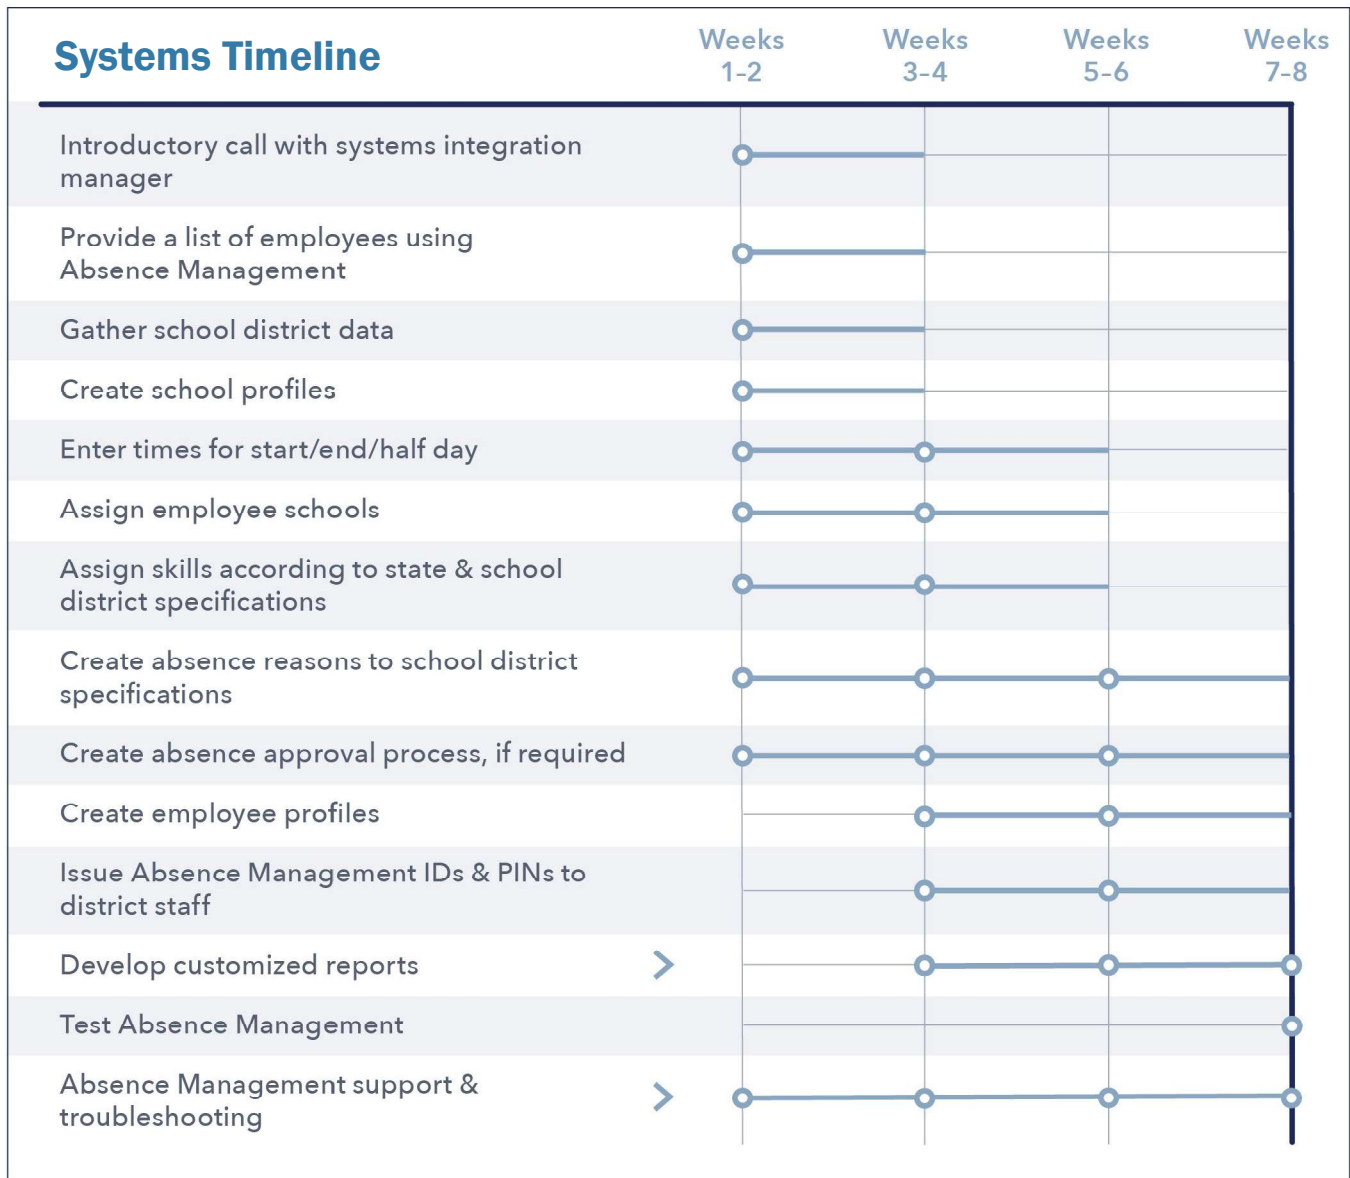 Systems Timeline
Weeks 1–2
Weeks 3–4
Weeks 5–6
Weeks 7–8
Introductory call with systems integration
manager
Provide a list of employees using
Absence Management
Gather school district data
Create school profiles
Enter times for start/end/half day
Assign employee schools
Assign skills according to state & school
district specifications
Create absence reasons to school district
specifications
Create absence approval process, if required
Create employee profiles
Issue Absence Management IDs & PINs to
district staff
Develop customized reports
Test Absence Management
Absence Management support &
troubleshooting